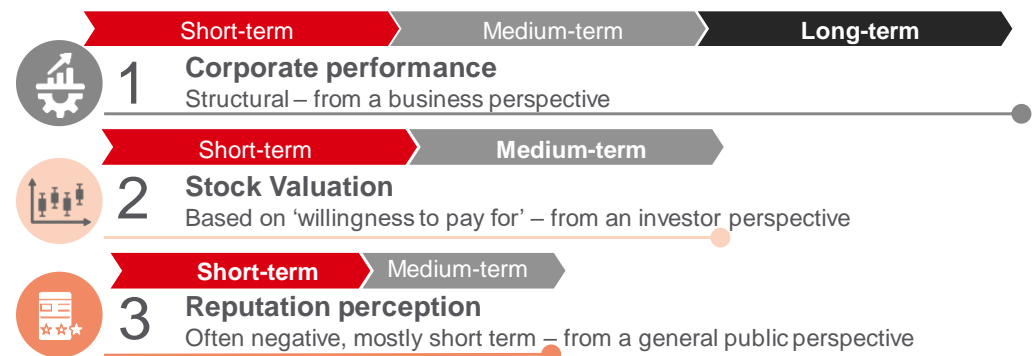 Short-term Medium-term Long-term
1 Corporate performance
Structural – from a business perspective
Short-term Medium-term
2 Stock Valuation
Based on ‘willingness to pay for’ – from an investor perspective
Short-term Medium-term
3 Reputation perception
Often negative, mostly short term – from a general public perspective